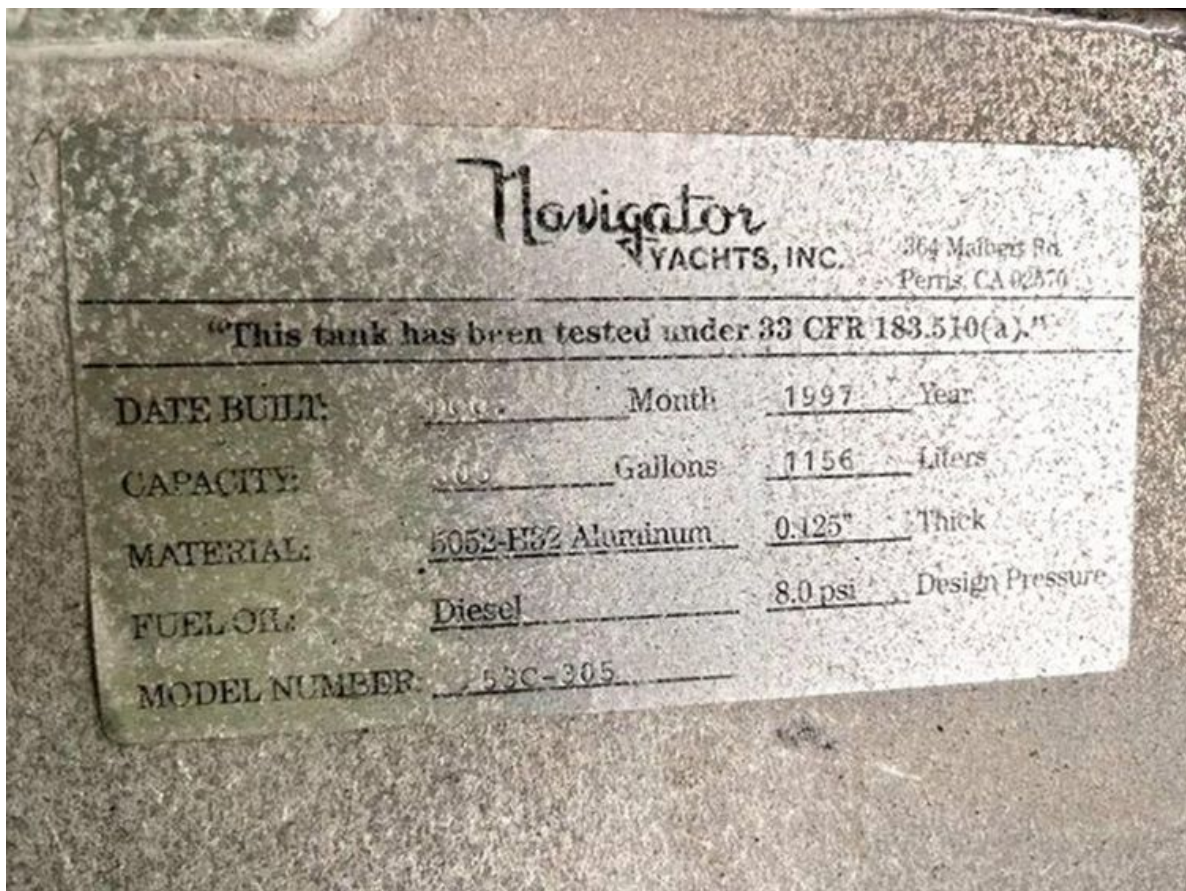 Navigator
YACHTS, INC.
364 Malbert Rd.
Perris, CA
"This tank has been tested under 33 CFR 183.510(a)."
DATE BUILT: Month 1997 Year
CAPACITY: Gallons 1156 Liters
MATERIAL: 5052-H32 Aluminum 0.125" Thick
FUEL OIL: Diesel 8.0 psi Design Pressure
MODEL NUMBER: 53C-305